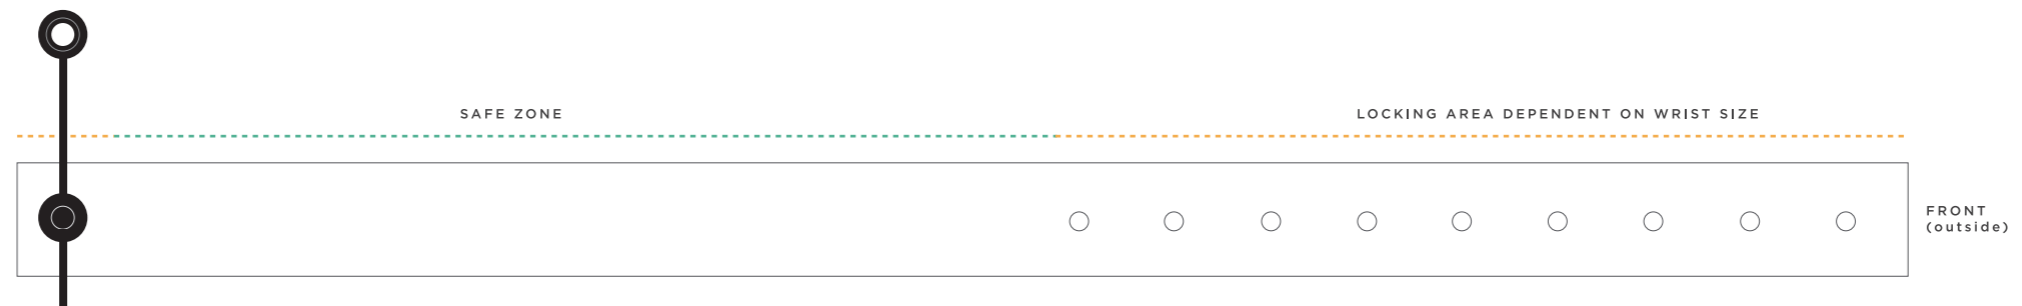 SAFE ZONE
LOCKING AREA DEPENDENT ON WRIST SIZE
FRONT
(outside)